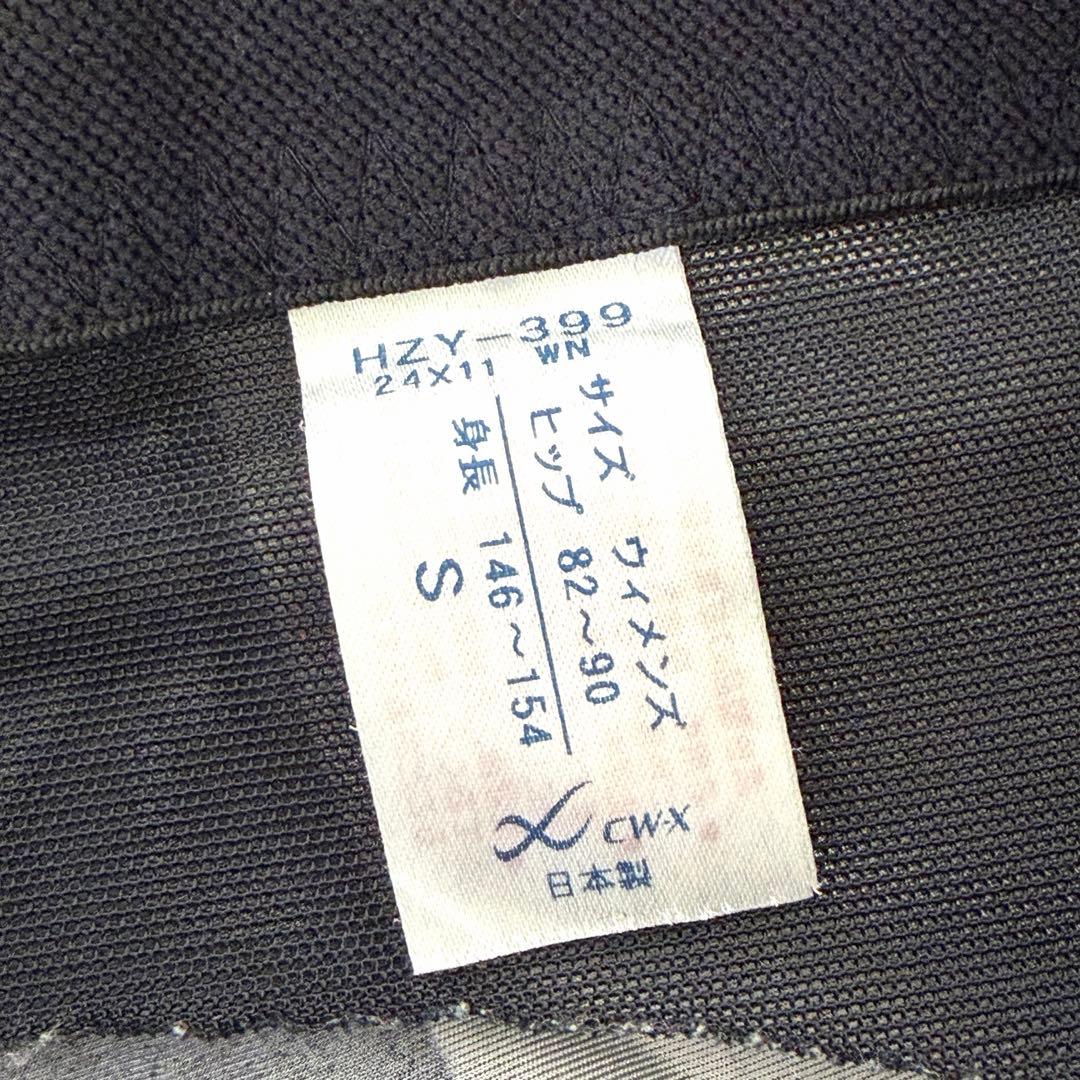 HZY-399
24X11 WN
サイズ ウィメンズ
ヒップ 82～90
身長 146～154
S
CW-X
日本製